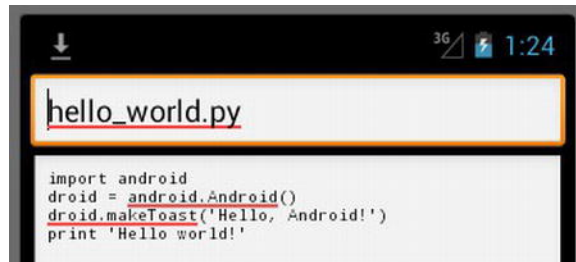 3G 1:24
hello_world.py
import android
droid = android.Android()
droid.makeToast('Hello, Android!')
print 'Hello world!'